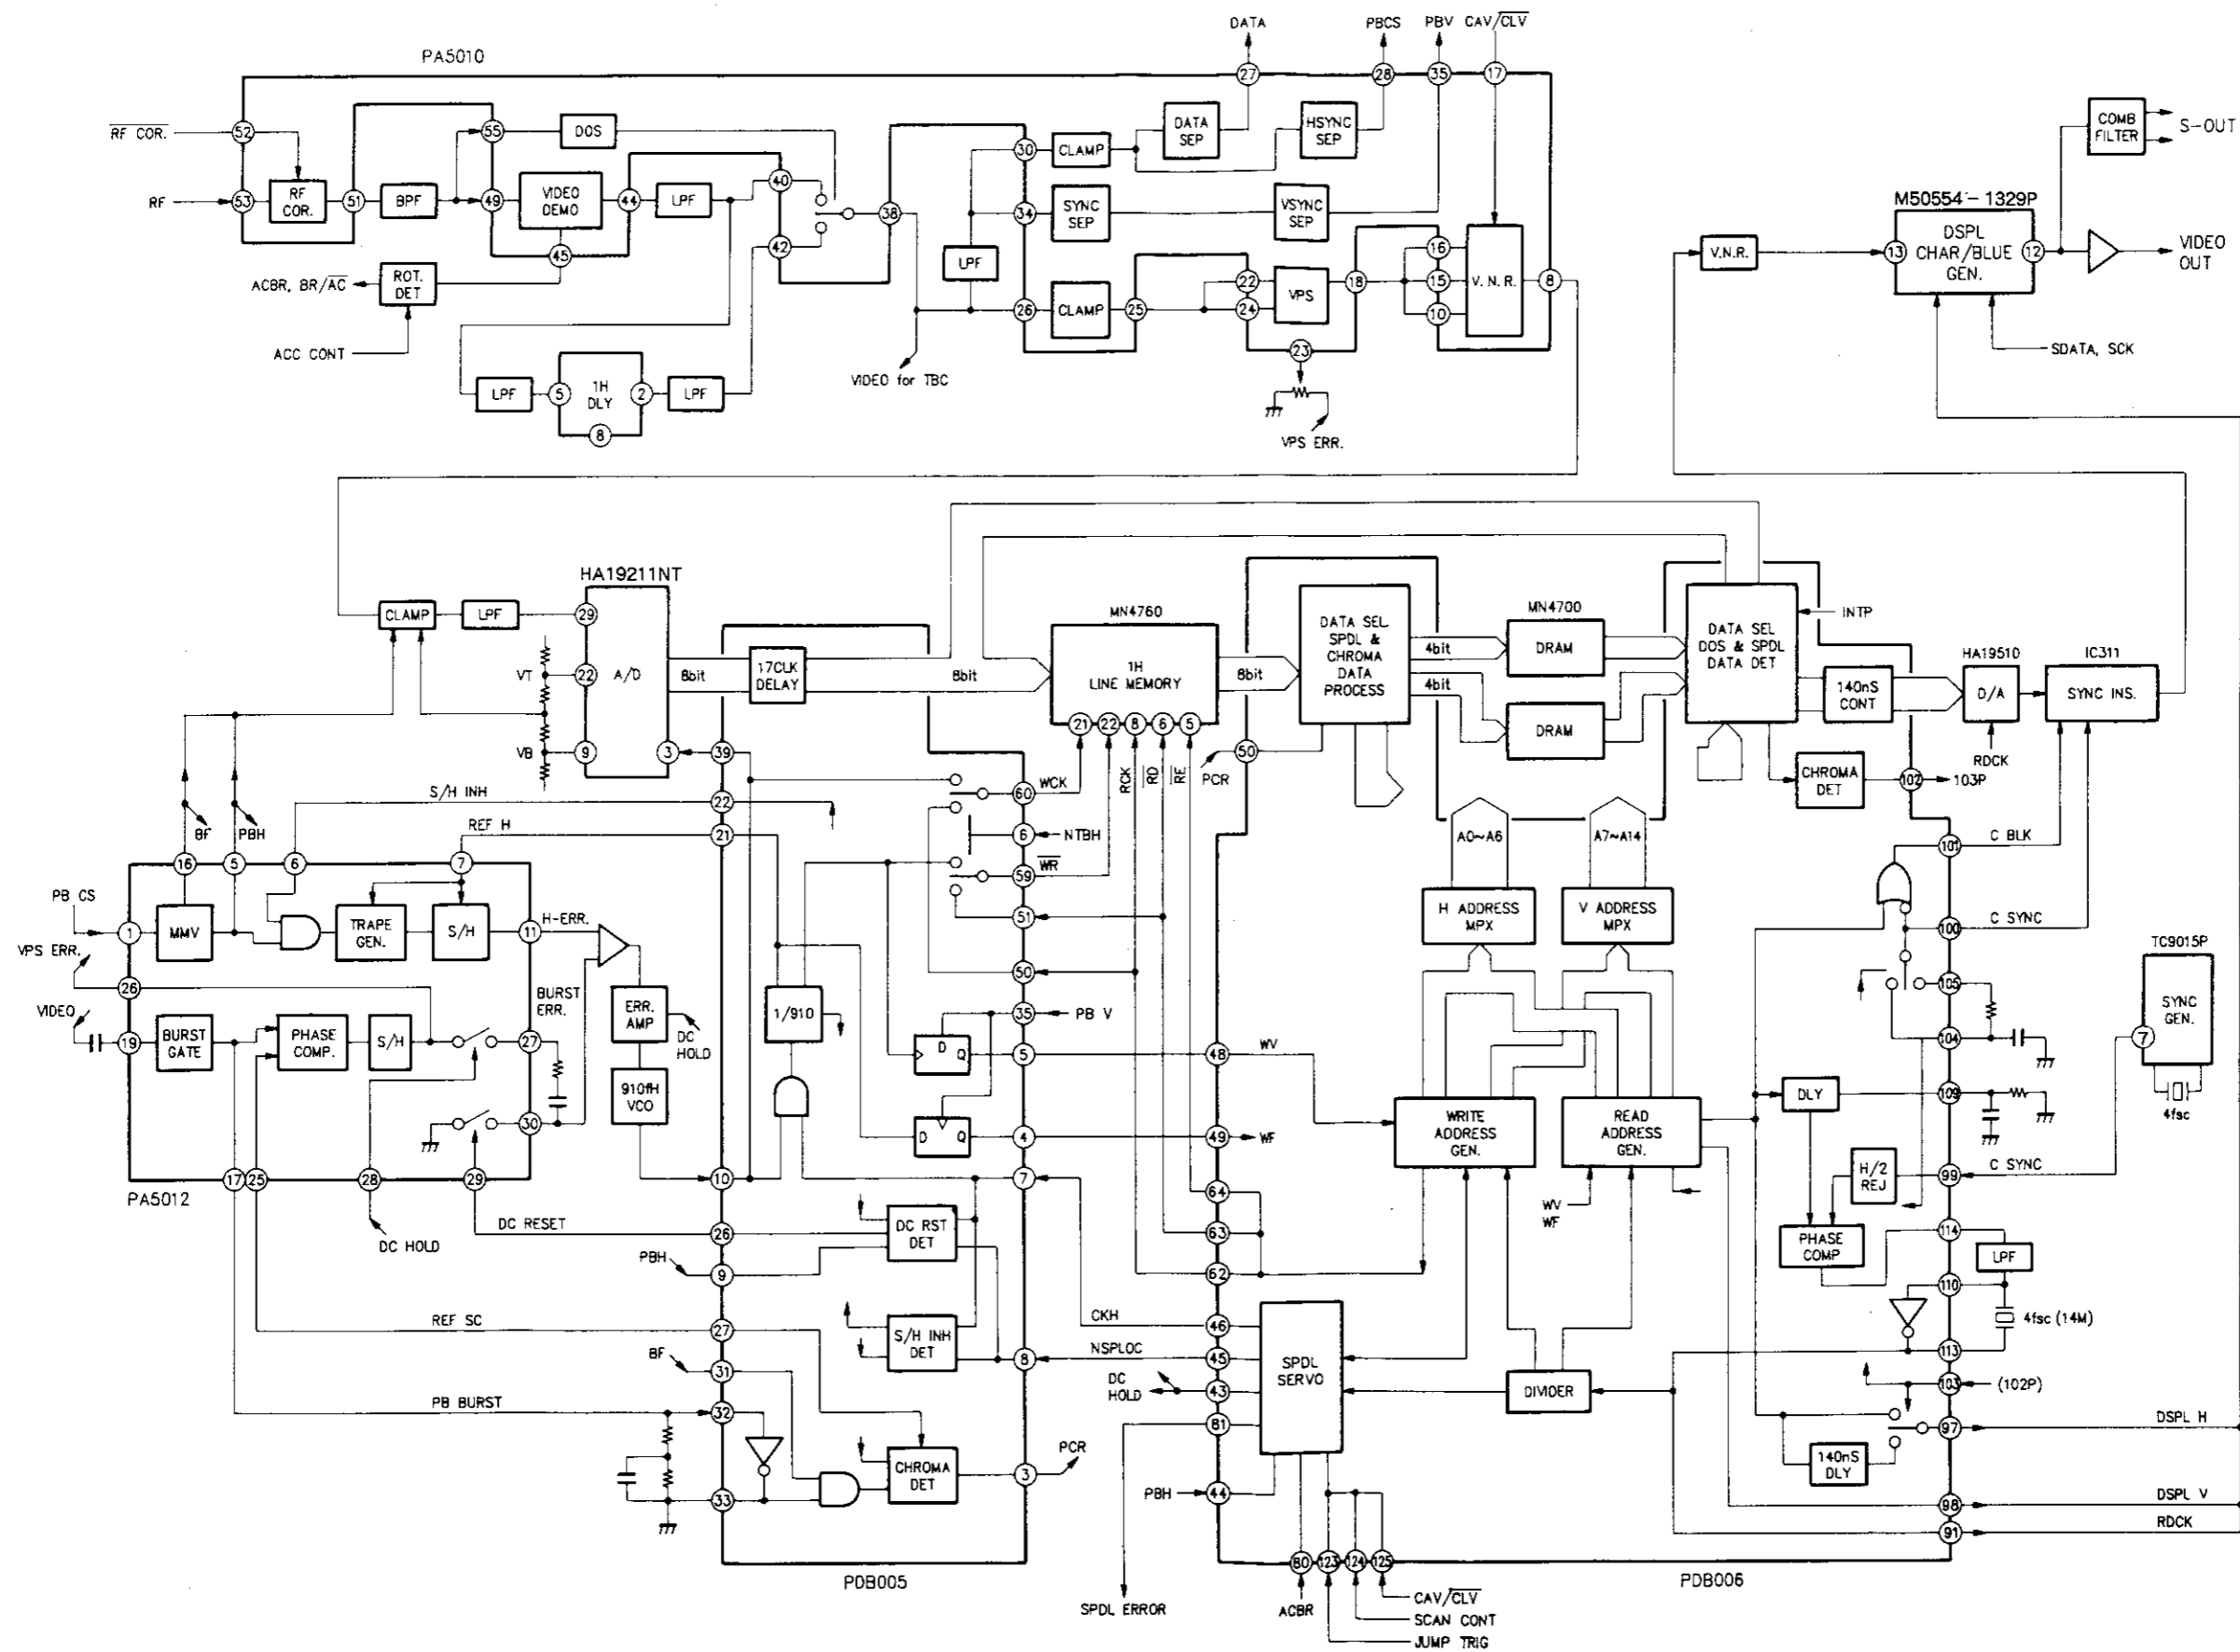 DATA
PBCS
PBV
CAV/CLV
PA5010
27
28
35
17
RF COR.
52
55
DOS
DATA SEP
HSYNC SEP
COMB FILTER
S-OUT
RF
53
RF COR.
51
BPF
49
VIDEO DEMO
44
LPF
40
38
30
CLAMP
34
SYNC SEP
VSYNC SEP
M50554-1329P
42
45
ACBR, BR/AC
ROT. DET
LPF
16
15
10
V. N. R.
8
V.N.R.
13
DSPL CHAR/BLUE GEN.
12
VIDEO OUT
26
CLAMP
25
22
24
VPS
18
ACC CONT
23
SDATA, SCK
LPF
5
1H DLY
2
LPF
8
VIDEO for TBC
VPS ERR.
HA19211NT
CLAMP
LPF
29
VT
22
A/D
VB
9
3
8bit
17CLK DELAY
8bit
MN4760
1H LINE MEMORY
21
22
8
6
5
8bit
DATA SEL SPDL & CHROMA DATA PROCESS
4bit
4bit
MN4700
DRAM
DRAM
DATA SEL DOS & SPDL DATA DET
INTP
140nS CONT
HA19510
D/A
RDCK
IC311
SYNC INS.
39
50
PCR
CHROMA DET
102
103P
BF
PBH
S/H INH
22
REF H
21
60
WCK
6
NTBH
59
WR
51
50
35
PB V
RCK
RD
RE
A0~A6
A7~A14
H ADDRESS MPX
V ADDRESS MPX
101
C BLK
100
C SYNC
TC9015P
SYNC GEN.
7
4fsc
105
104
16
5
6
7
PB CS
1
MMV
TRAPE GEN.
S/H
11
H-ERR.
VPS ERR.
26
VIDEO
19
BURST GATE
PHASE COMP.
S/H
27
BURST ERR.
30
ERR. AMP
DC HOLD
910fH VCO
1/910
D
Q
5
48
WV
D
Q
4
49
WF
WRITE ADDRESS GEN.
READ ADDRESS GEN.
WV
WF
DLY
109
H/2 REJ
99
C SYNC
PHASE COMP
114
LPF
110
4fsc (14M)
113
103
(102P)
17
25
28
29
PA5012
DC HOLD
DC RESET
10
26
PBH
9
7
DC RST DET
64
63
62
REF SC
27
BF
31
S/H INH DET
8
CKH
46
NSPLOC
45
DC HOLD
43
81
SPDL SERVO
DIVIDER
97
DSPL H
140nS DLY
98
DSPL V
91
RDCK
PB BURST
32
33
CHROMA DET
3
PCR
PBH
44
80
123
124
125
PDB005
PDB006
SPDL ERROR
ACBR
CAV/CLV
SCAN CONT
JUMP TRIG